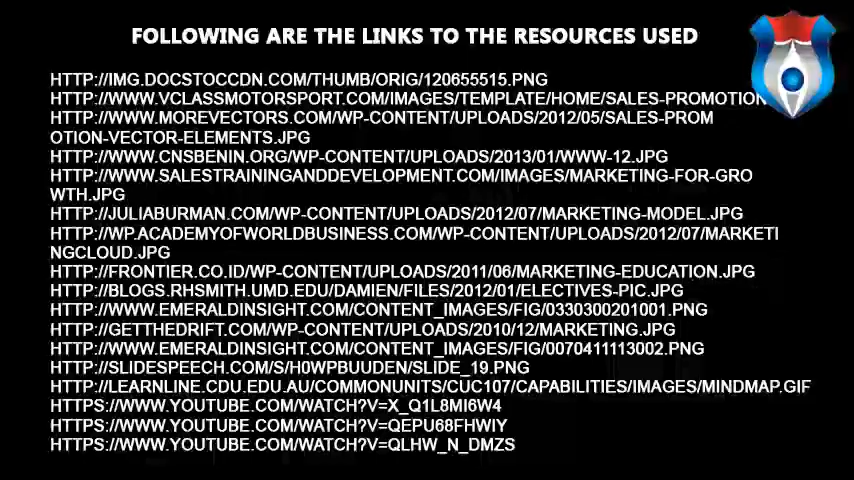 FOLLOWING ARE THE LINKS TO THE RESOURCES USED
HTTP://IMG.DOCSTOCCDN.COM/THUMB/ORIG/120655515.PNG
HTTP://WWW.VCLASSMOTORSPORT.COM/IMAGES/TEMPLATE/HOME/SALES-PROMOTION
HTTP://WWW.MOREVECTORS.COM/WP-CONTENT/UPLOADS/2012/05/SALES-PROM
OTION-VECTOR-ELEMENTS.JPG
HTTP://WWW.CNSBENIN.ORG/WP-CONTENT/UPLOADS/2013/01/WWW-12.JPG
HTTP://WWW.SALESTRAININGANDDEVELOPMENT.COM/IMAGES/MARKETING-FOR-GRO
WTH.JPG
HTTP://JULIABURMAN.COM/WP-CONTENT/UPLOADS/2012/07/MARKETING-MODEL.JPG
HTTP://WP.ACADEMYOFWORLDBUSINESS.COM/WP-CONTENT/UPLOADS/2012/07/MARKETI
NGCLOUD.JPG
HTTP://FRONTIER.CO.ID/WP-CONTENT/UPLOADS/2011/06/MARKETING-EDUCATION.JPG
HTTP://BLOGS.RHSMITH.UMD.EDU/DAMIEN/FILES/2012/01/ELECTIVES-PIC.JPG
HTTP://WWW.EMERALDINSIGHT.COM/CONTENT_IMAGES/FIG/0330300201001.PNG
HTTP://GETTHEDRIFT.COM/WP-CONTENT/UPLOADS/2010/12/MARKETING.JPG
HTTP://WWW.EMERALDINSIGHT.COM/CONTENT_IMAGES/FIG/0070411113002.PNG
HTTP://SLIDESPEECH.COM/S/H0WPBUUDEN/SLIDE_19.PNG
HTTP://LEARNLINE.CDU.EDU.AU/COMMONUNITS/CUC107/CAPABILITIES/IMAGES/MINDMAP.GIF
HTTPS://WWW.YOUTUBE.COM/WATCH?V=X_Q1L8MI6W4
HTTPS://WWW.YOUTUBE.COM/WATCH?V=QEPU68FHWIY
HTTPS://WWW.YOUTUBE.COM/WATCH?V=QLHW_N_DMZS